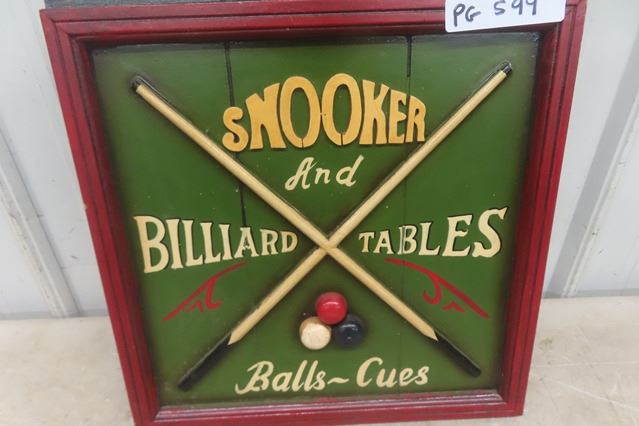 PG 599
SNOOKER
And
BILLIARD TABLES
Balls~Cues